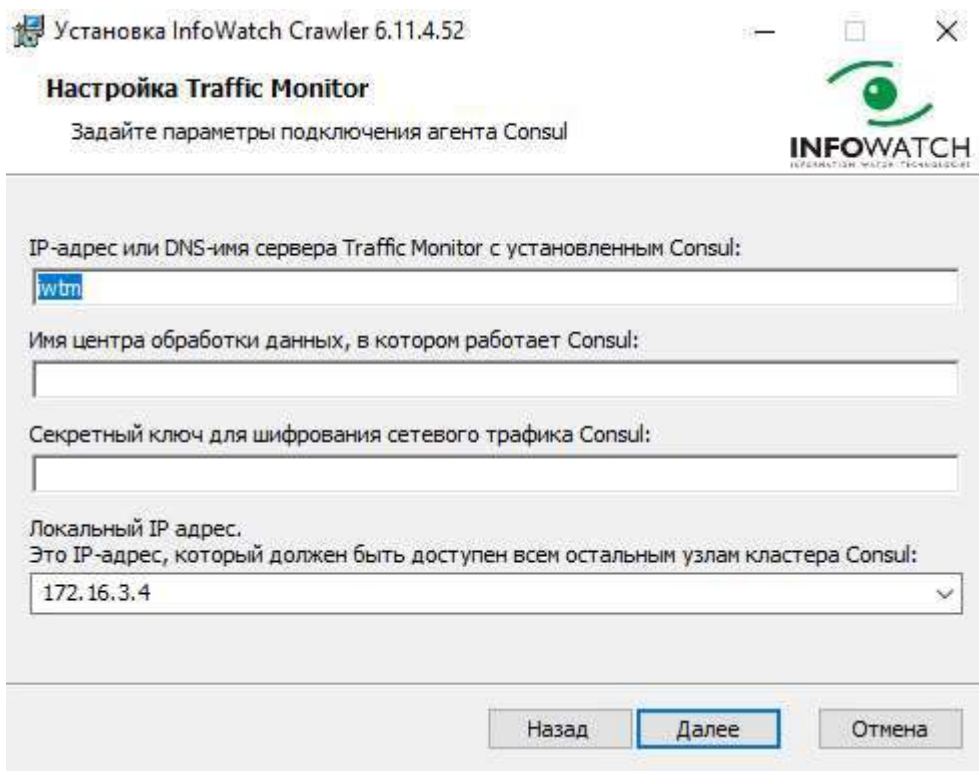 Установка InfoWatch Crawler 6.11.4.52
Настройка Traffic Monitor
Задайте параметры подключения агента Consul
INFOWATCH
IP-адрес или DNS-имя сервера Traffic Monitor с установленным Consul:
iwtm
Имя центра обработки данных, в котором работает Consul:
Секретный ключ для шифрования сетевого трафика Consul:
Локальный IP адрес.
Это IP-адрес, который должен быть доступен всем остальным узлам кластера Consul:
172.16.3.4
Назад
Далее
Отмена